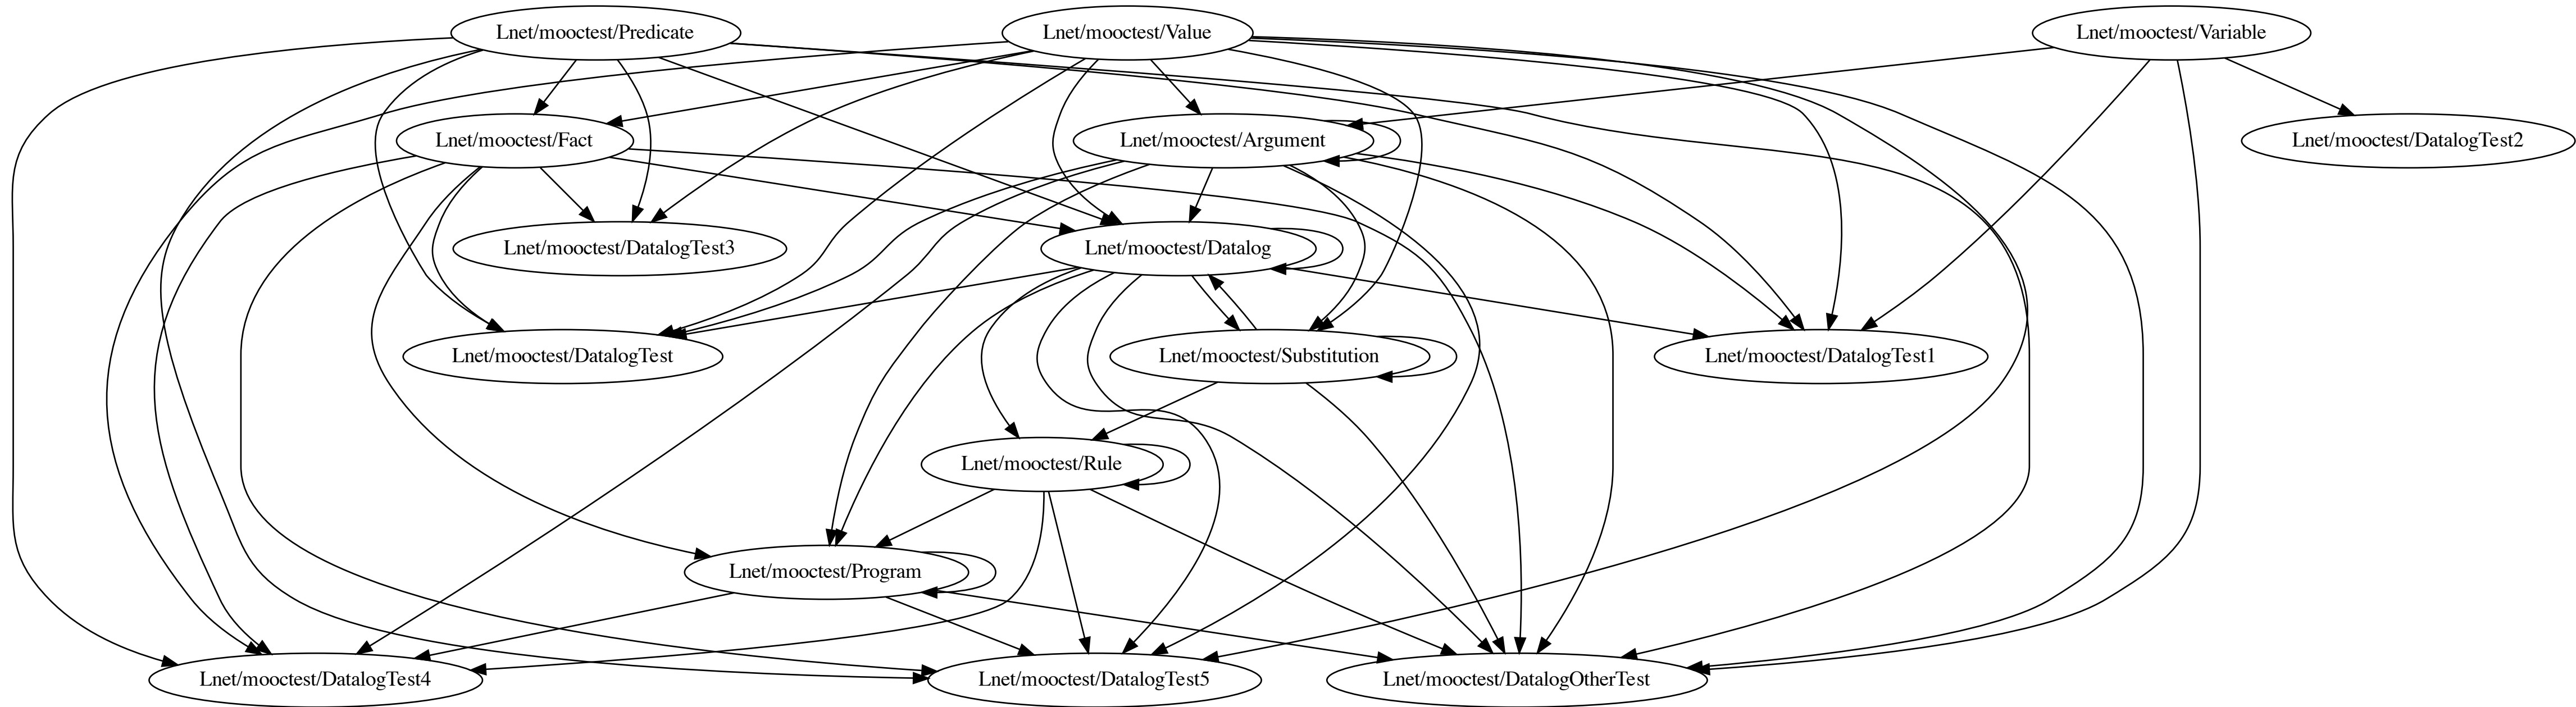 Lnet/mooctest/Predicate
Lnet/mooctest/Value
Lnet/mooctest/Variable
Lnet/mooctest/Fact
Lnet/mooctest/Argument
Lnet/mooctest/DatalogTest2
Lnet/mooctest/DatalogTest3
Lnet/mooctest/Datalog
Lnet/mooctest/DatalogTest
Lnet/mooctest/Substitution
Lnet/mooctest/DatalogTest1
Lnet/mooctest/Rule
Lnet/mooctest/Program
Lnet/mooctest/DatalogTest4
Lnet/mooctest/DatalogTest5
Lnet/mooctest/DatalogOtherTest